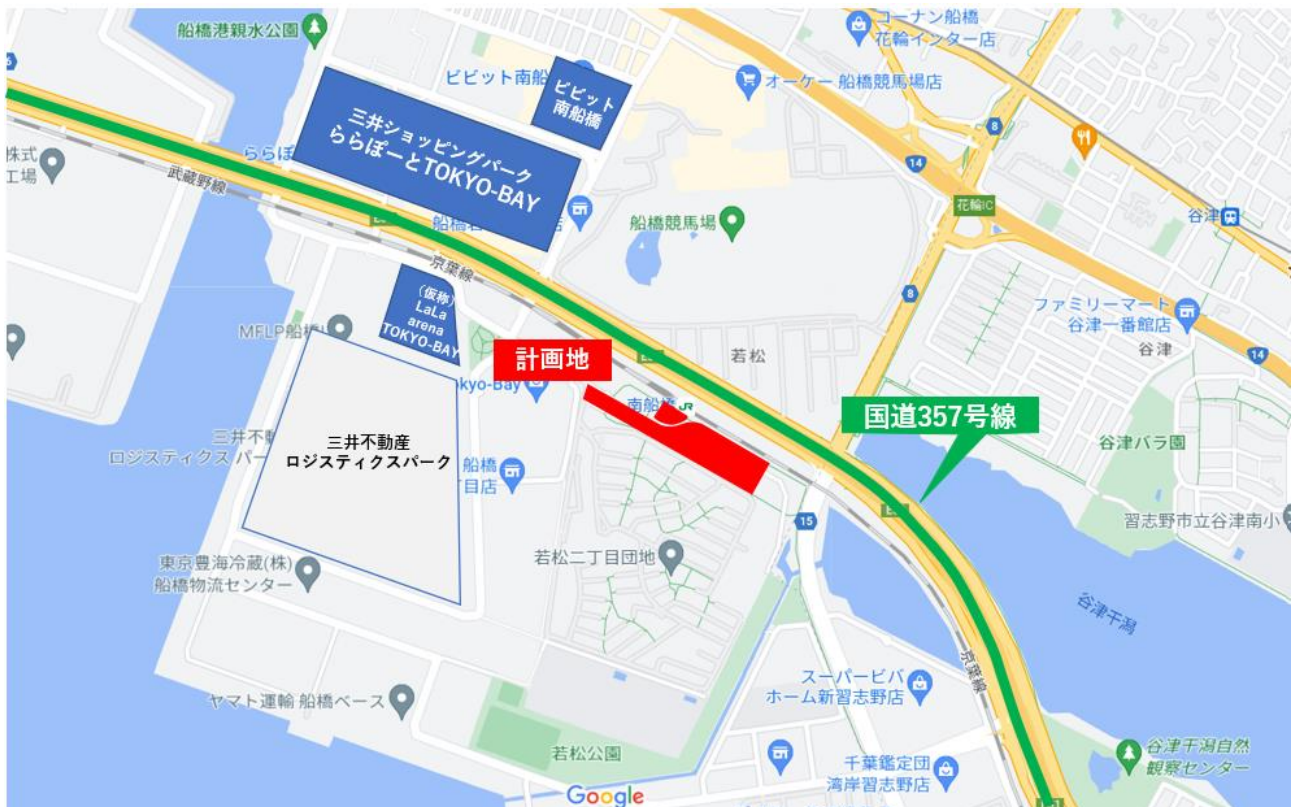 船橋港親水公園
コーナン船橋
花輪インター店
ビビット南船
ビビット
南船橋
オーケー 船橋競馬場店
三井ショッピングパーク
ららぽーとTOKYO-BAY
ららぽ
株式
工場
武蔵野線
8
14
花輪IC
谷津
船橋競馬場
京葉線
8
(仮称)
LaLa
arena
TOKYO-BAY
MFLP船橋
ファミリーマート
谷津一番館店
谷津
14
若松
計画地
kyo-Bay
南船橋
JR
国道357号線
谷津バラ園
三井不動産
ロジスティクスパーク
三井不動
ロジスティクス パー
船橋
目店
15
習志野市立谷津南小
東京豊海冷蔵(株)
船橋物流センター
若松二丁目団地
谷津干潟
京葉線
スーパービバ
ホーム新習志野店
ヤマト運輸 船橋ベース
若松公園
千葉鑑定団
湾岸習志野店
谷津干潟自然
観察センター
Google